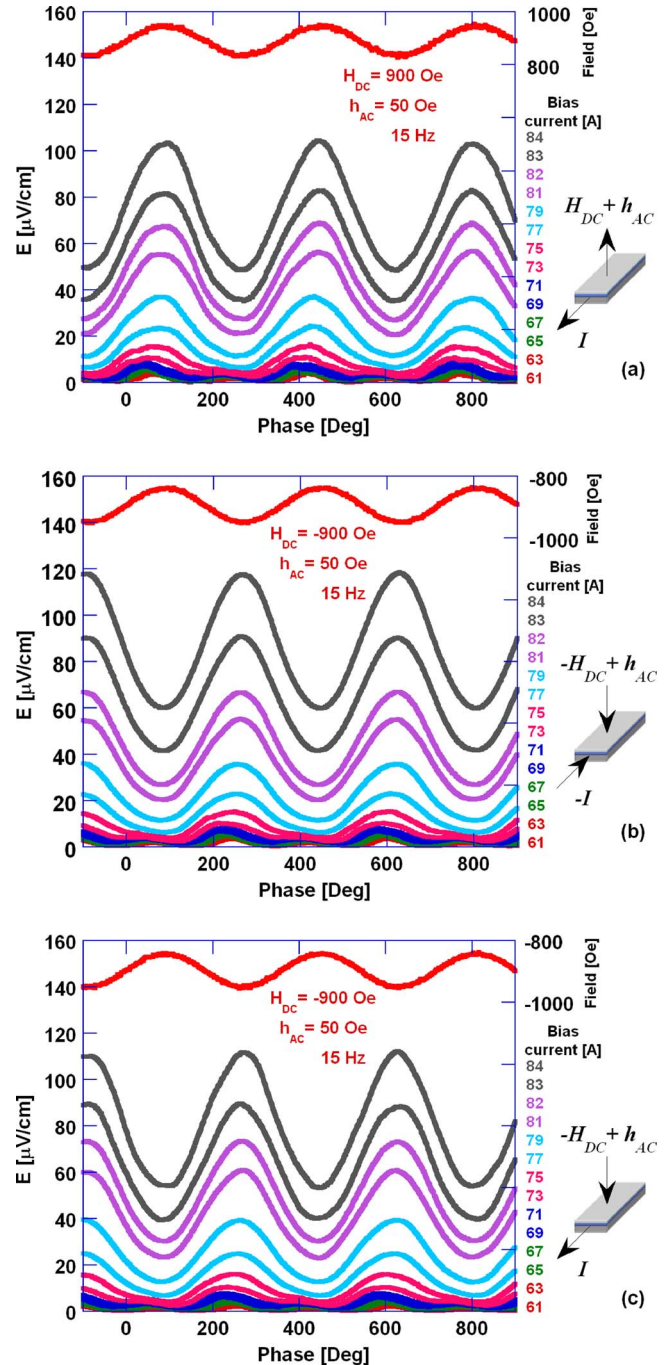 160
140
120
100
80
60
40
20
0
E [µV/cm]
1000
800
Field [Oe]
H_DC= 900 Oe
h_AC= 50 Oe
15 Hz
Bias
current [A]
84
83
82
81
79
77
75
73
71
69
67
65
63
61
H_DC+ h_AC
I
(a)
0
200
400
600
800
Phase [Deg]
160
140
120
100
80
60
40
20
0
E [µV/cm]
-800
-1000
Field [Oe]
H_DC= -900 Oe
h_AC= 50 Oe
15 Hz
Bias
current [A]
84
83
82
81
79
77
75
73
71
69
67
65
63
61
-H_DC+ h_AC
-I
(b)
0
200
400
600
800
Phase [Deg]
160
140
120
100
80
60
40
20
0
E [µV/cm]
-800
-1000
Field [Oe]
H_DC= -900 Oe
h_AC= 50 Oe
15 Hz
Bias
current [A]
84
83
82
81
79
77
75
73
71
69
67
65
63
61
-H_DC+ h_AC
I
(c)
0
200
400
600
800
Phase [Deg]